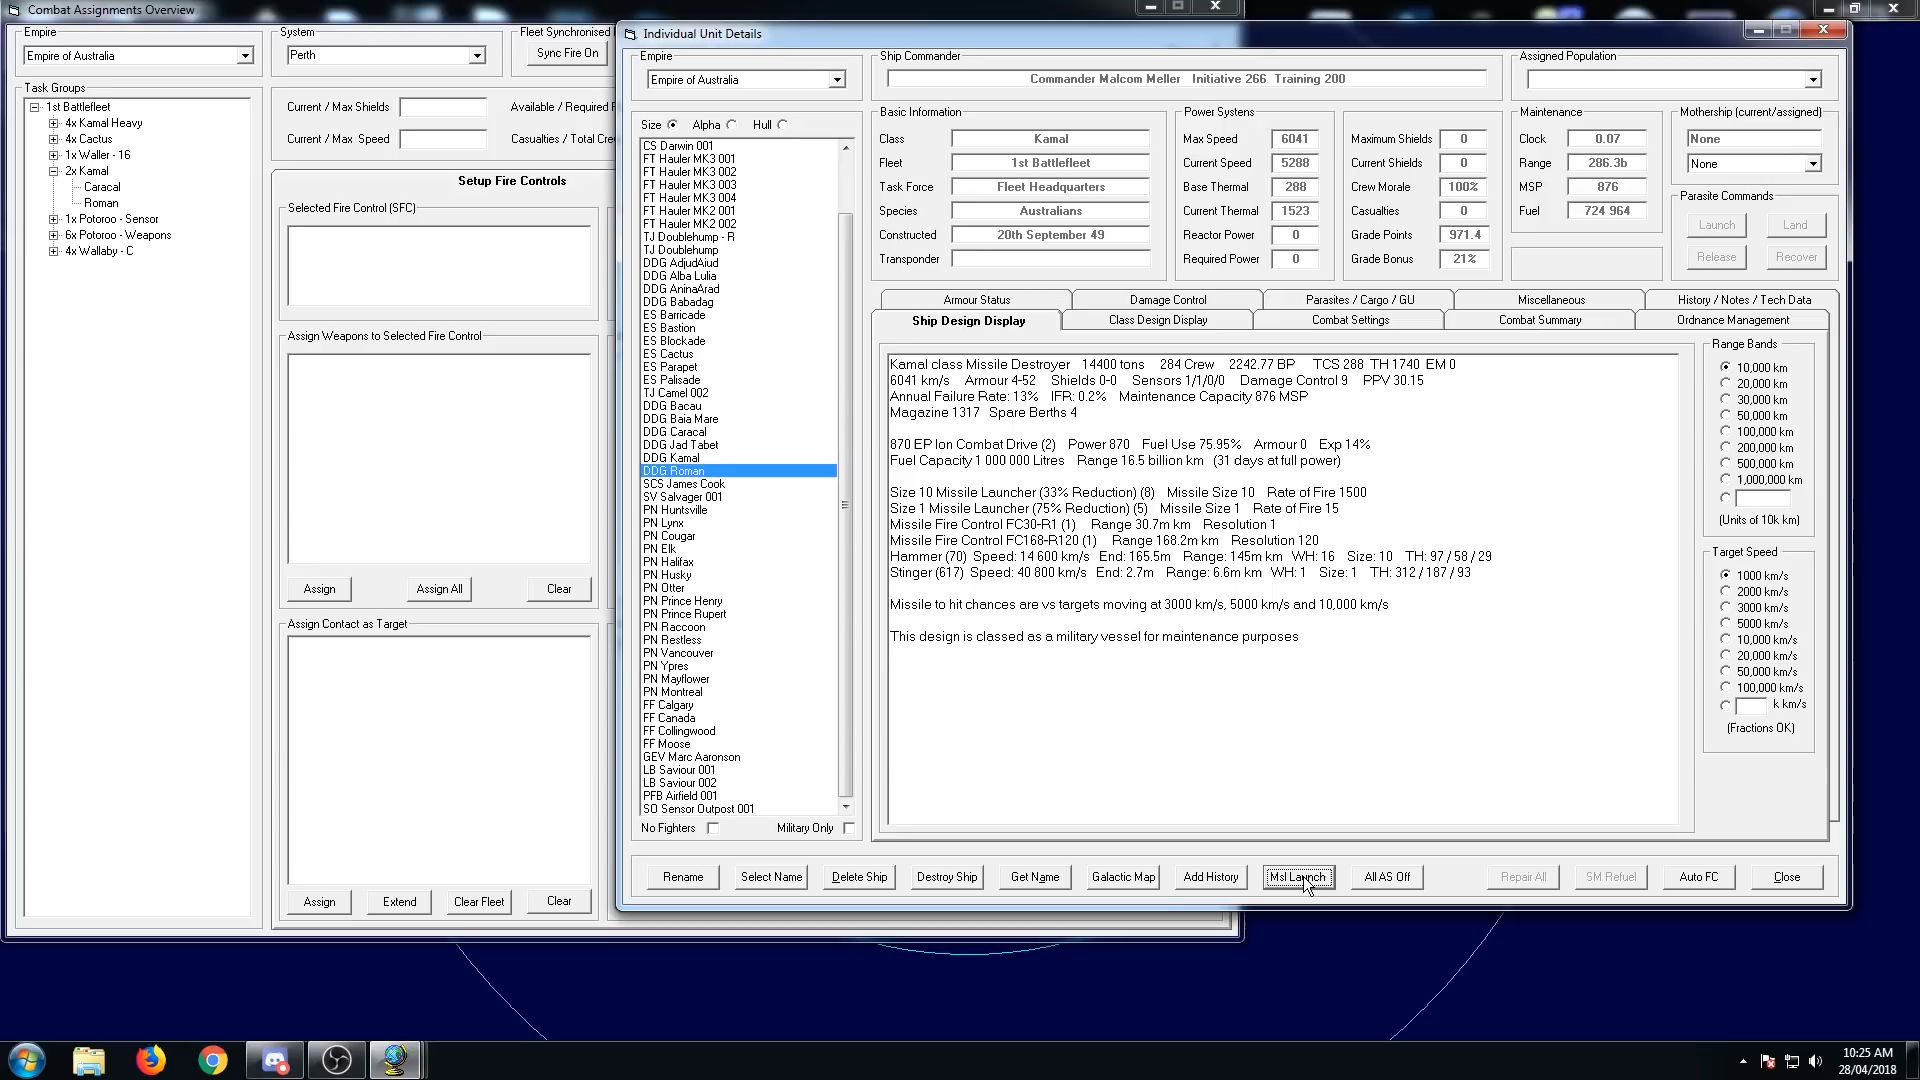 Combat Assignments Overview
Empire
Empire of Australia
System
Perth
Fleet Synchronised
Sync Fire On
Task Groups
1st Battlefleet
4x Kamal Heavy
4x Cactus
1x Waller - 16
2x Kamal
Caracal
Roman
1x Potoroo - Sensor
6x Potoroo - Weapons
4x Wallaby - C
Current / Max Shields
Available / Required
Current / Max Speed
Casualties / Total Cre
Setup Fire Controls
Selected Fire Control (SFC)
Assign Weapons to Selected Fire Control
Assign
Assign All
Clear
Assign Contact as Target
Assign
Extend
Clear Fleet
Clear
Individual Unit Details
Empire
Empire of Australia
Ship Commander
Commander Malcom Meller Initiative 266 Training 200
Assigned Population
Size
Alpha
Hull
CS Darwin 001
FT Hauler MK3 001
FT Hauler MK3 002
FT Hauler MK3 003
FT Hauler MK3 004
FT Hauler MK2 001
FT Hauler MK2 002
TJ Doublehump - R
TJ Doublehump
DDG AdjudAiud
DDG Alba Lulia
DDG AninaArad
DDG Babadag
ES Barricade
ES Bastion
ES Blockade
ES Cactus
ES Parapet
ES Palisade
TJ Camel 002
DDG Bacau
DDG Baia Mare
DDG Caracal
DDG Jad Tabet
DDG Kamal
DDG Roman
SCS James Cook
SV Salvager 001
PN Huntsville
PN Lynx
PN Cougar
PN Elk
PN Halifax
PN Husky
PN Otter
PN Prince Henry
PN Prince Rupert
PN Raccoon
PN Restless
PN Vancouver
PN Ypres
PN Mayflower
PN Montreal
FF Calgary
FF Canada
FF Collingwood
FF Moose
GEV Marc Aaronson
LB Saviour 001
LB Saviour 002
PFB Airfield 001
SO Sensor Outpost 001
No Fighters
Military Only
Basic Information
Class Kamal
Fleet 1st Battlefleet
Task Force Fleet Headquarters
Species Australians
Constructed 20th September 49
Transponder
Power Systens
Max Speed 6041
Current Speed 5288
Base Thermal 288
Current Thermal 1523
Reactor Power 0
Required Power 0
Maximum Shields 0
Current Shields 0
Crew Morale 100%
Casualties 0
Grade Points 971.4
Grade Bonus 21%
Maintenance
Clock 0.07
Range 286.3b
MSP 876
Fuel 724 964
Mothership (current/assigned)
None
None
Parasite Commands
Launch
Land
Release
Recover
Armour Status
Damage Control
Parasites / Cargo / GU
Miscellaneous
History / Notes / Tech Data
Ship Design Display
Class Design Display
Combat Settings
Combat Summary
Ordnance Management
Kamal class Missile Destroyer 14400 tons 284 Crew 2242.77 BP TCS 288 TH 1740 EM 0
6041 km/s Armour 4-52 Shields 0-0 Sensors 1/1/0/0 Damage Control 9 PPV 30.15
Annual Failure Rate: 13% IFR: 0.2% Maintenance Capacity 876 MSP
Magazine 1317 Spare Berths 4
870 EP Ion Combat Drive (2) Power 870 Fuel Use 75.95% Armour 0 Exp 14%
Fuel Capacity 1 000 000 Litres Range 16.5 billion km (31 days at full power)
Size 10 Missile Launcher (33% Reduction) (8) Missile Size 10 Rate of Fire 1500
Size 1 Missile Launcher (75% Reduction) (5) Missile Size 1 Rate of Fire 15
Missile Fire Control FC30-R1 (1) Range 30.7m km Resolution 1
Missile Fire Control FC168-R120 (1) Range 168.2m km Resolution 120
Hammer (70) Speed: 14 600 km/s End: 165.5m Range: 145m km WH: 16 Size: 10 TH: 97 / 58 / 29
Stinger (617) Speed: 40 800 km/s End: 2.7m Range: 6.6m km WH: 1 Size: 1 TH: 312 / 187 / 93
Missile to hit chances are vs targets moving at 3000 km/s, 5000 km/s and 10,000 km/s
This design is classed as a military vessel for maintenance purposes
Range Bands
10,000 km
20,000 km
30,000 km
50,000 km
100,000 km
200,000 km
500,000 km
1,000,000 km
(Units of 10k km)
Target Speed
1000 km/s
2000 km/s
3000 km/s
5000 km/s
10,000 km/s
20,000 km/s
50,000 km/s
100,000 km/s
k km/s
(Fractions OK)
Rename
Select Name
Delete Ship
Destroy Ship
Get Name
Galactic Map
Add History
Msl Launch
All AS Off
Repair All
SM Refuel
Auto FC
Close
10:25 AM
28/04/2018